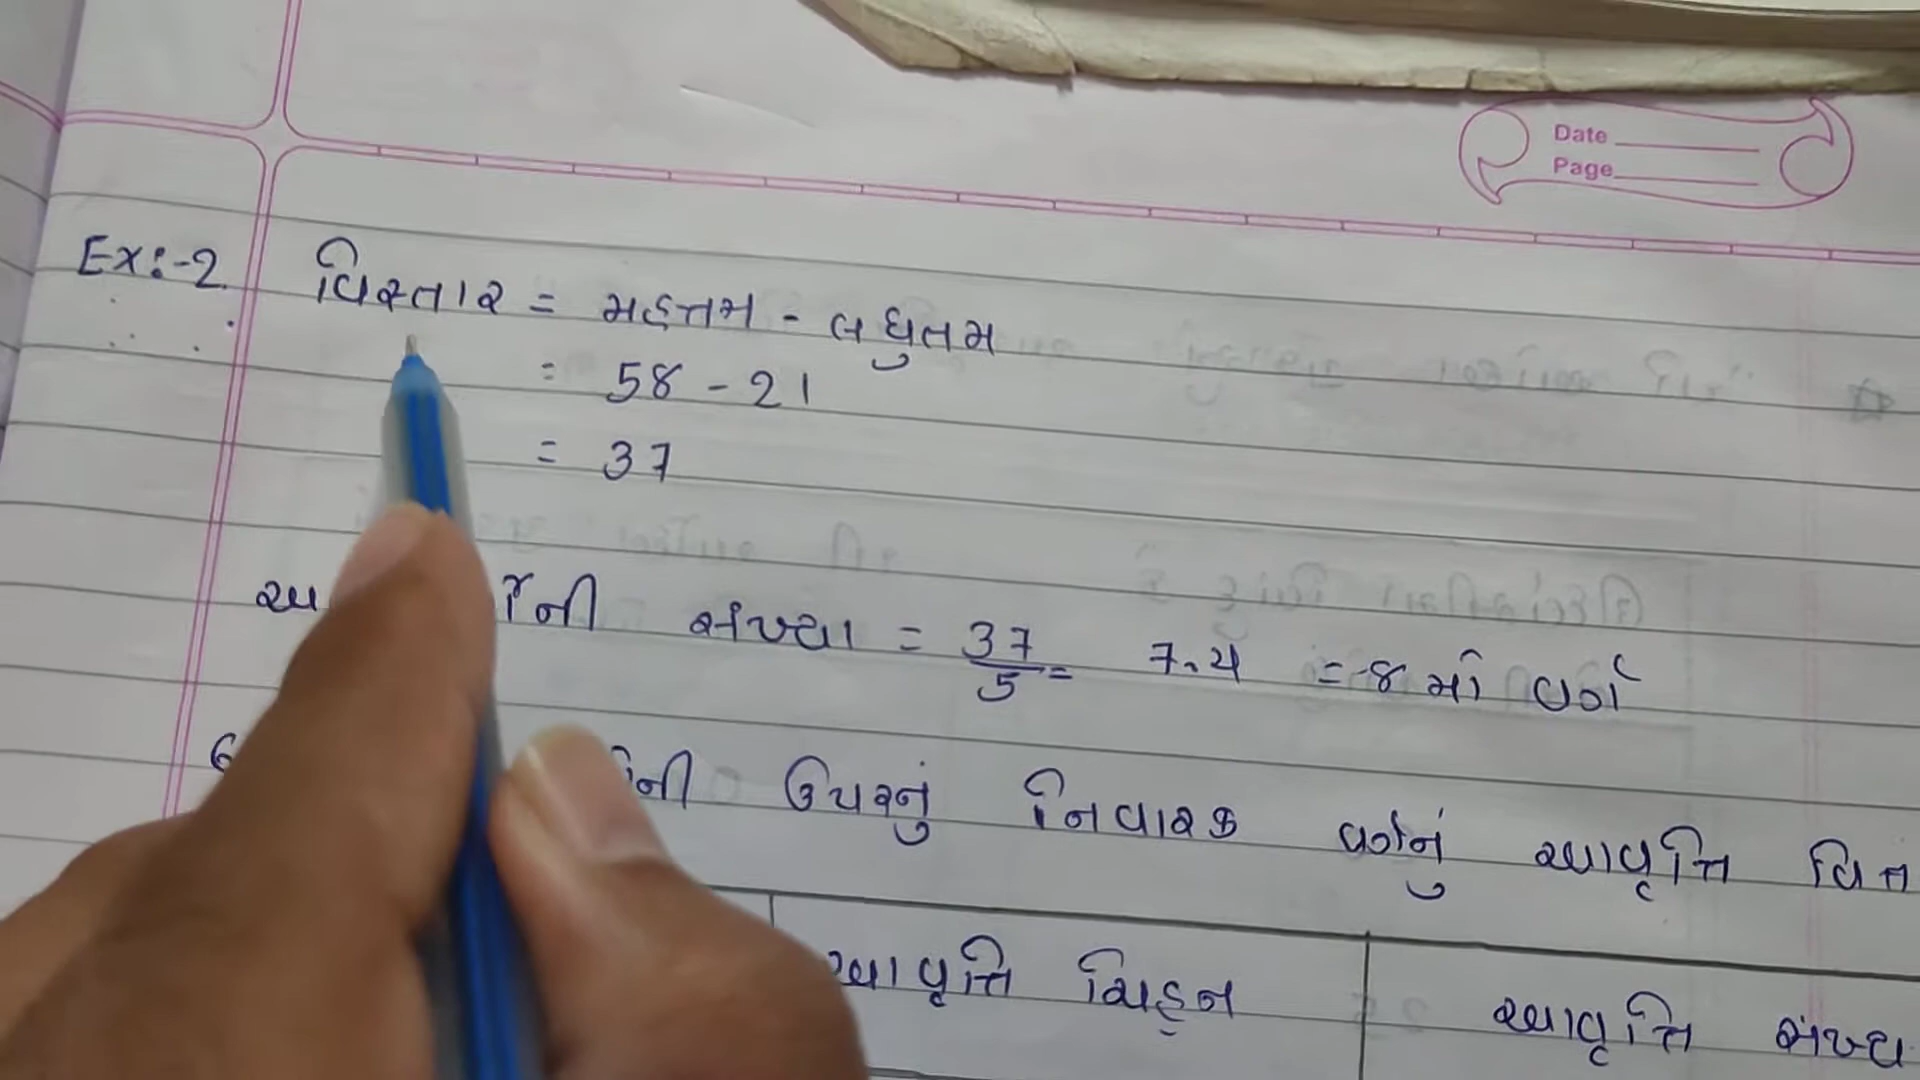 Date
Page
Ex:-2 વિસ્તાર = મહત્તમ - લઘુતમ
= 58 - 21
= 37
સંખ્યા = 37/5 = 7.4 = 8 માં વર્ગ
ઉપરનું નિવારક વર્ગનું આવૃત્તિ
આવૃત્તિ ચિહ્ન
આવૃત્તિ